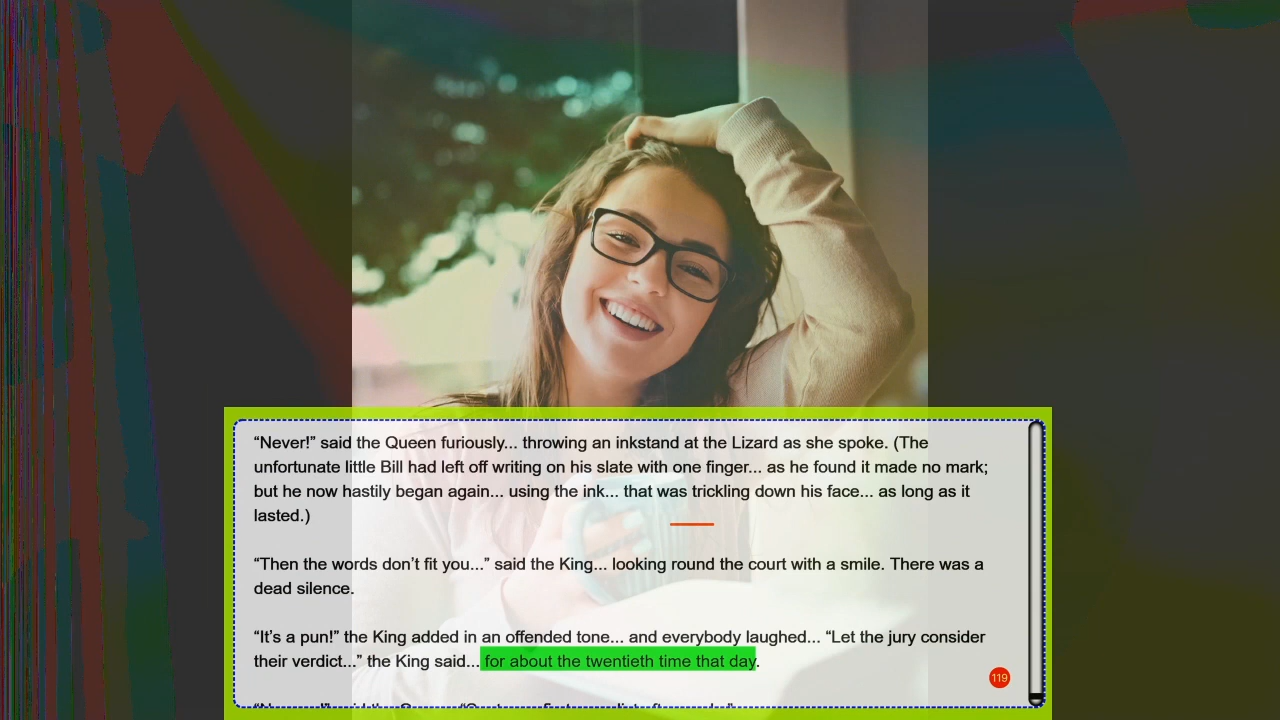 “Never!” said the Queen furiously... throwing an inkstand at the Lizard as she spoke. (The
unfortunate little Bill had left off writing on his slate with one finger... as he found it made no mark;
but he now hastily began again... using the ink... that was trickling down his face... as long as it
lasted.)
“Then the words don’t fit you...” said the King... looking round the court with a smile. There was a
dead silence.
“It’s a pun!” the King added in an offended tone... and everybody laughed... “Let the jury consider
their verdict...” the King said... for about the twentieth time that day.
119